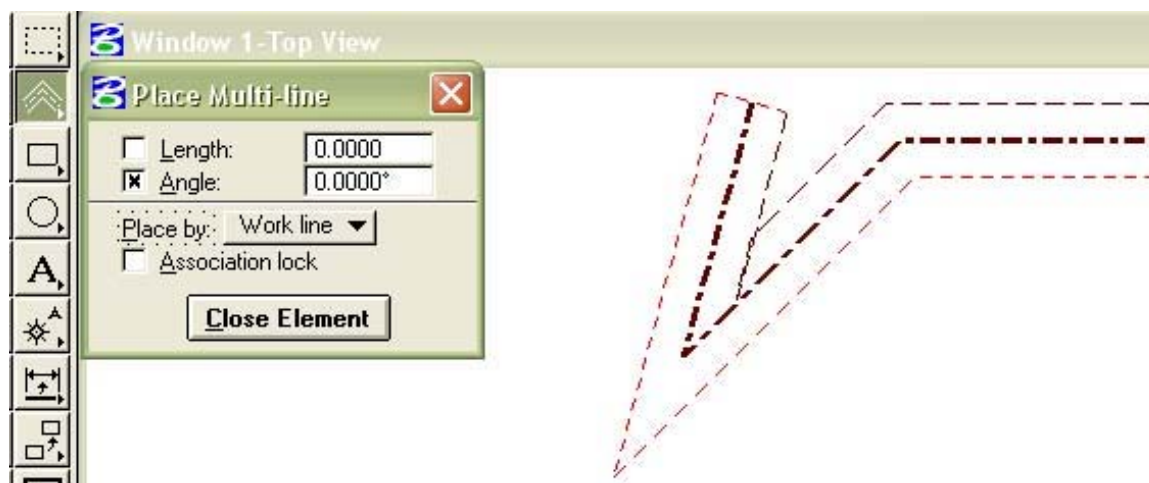 Window 1-Top View
Place Multi-line
Length: 0.0000
Angle: 0.0000°
Place by: Work line
Association lock
Close Element
A
A